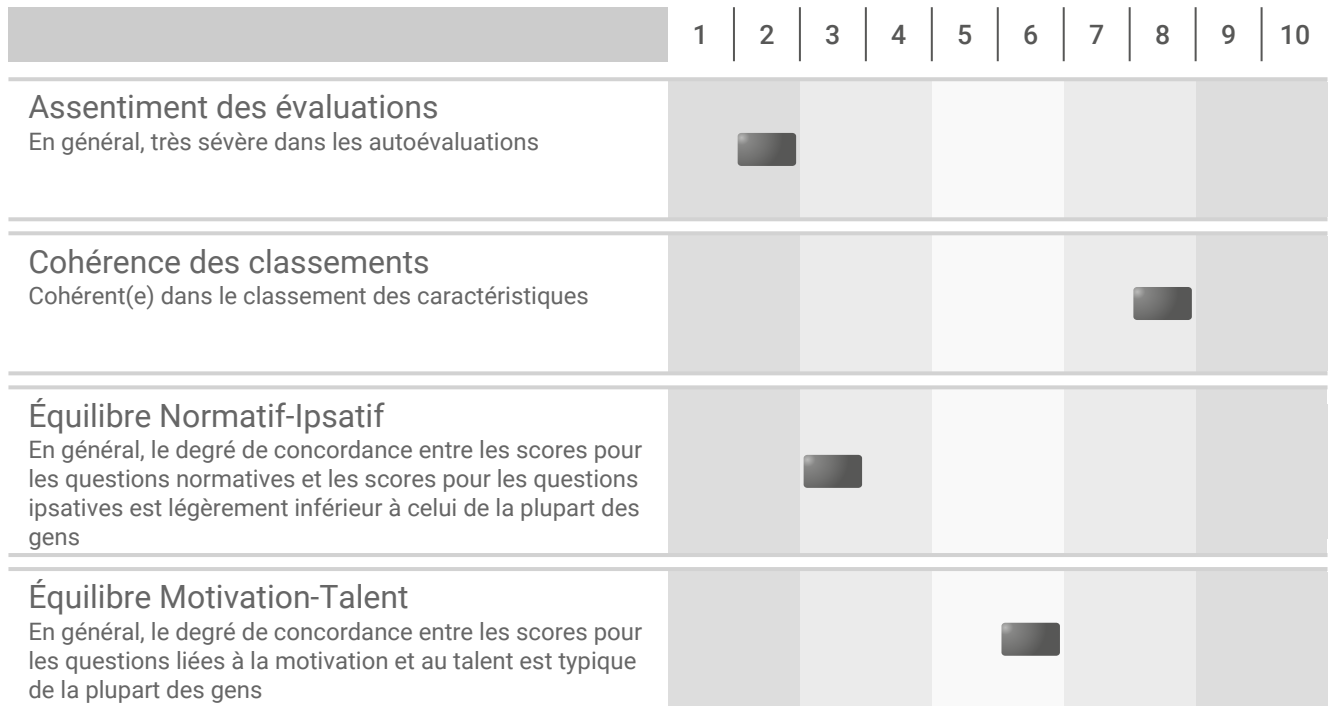 1 2 3 4 5 6 7 8 9 10
Assentiment des évaluations
En général, très sévère dans les autoévaluations
Cohérence des classements
Cohérent(e) dans le classement des caractéristiques
Équilibre Normatif-Ipsatif
En général, le degré de concordance entre les scores pour
les questions normatives et les scores pour les questions
ipsatives est légèrement inférieur à celui de la plupart des
gens
Équilibre Motivation-Talent
En général, le degré de concordance entre les scores pour
les questions liées à la motivation et au talent est typique
de la plupart des gens